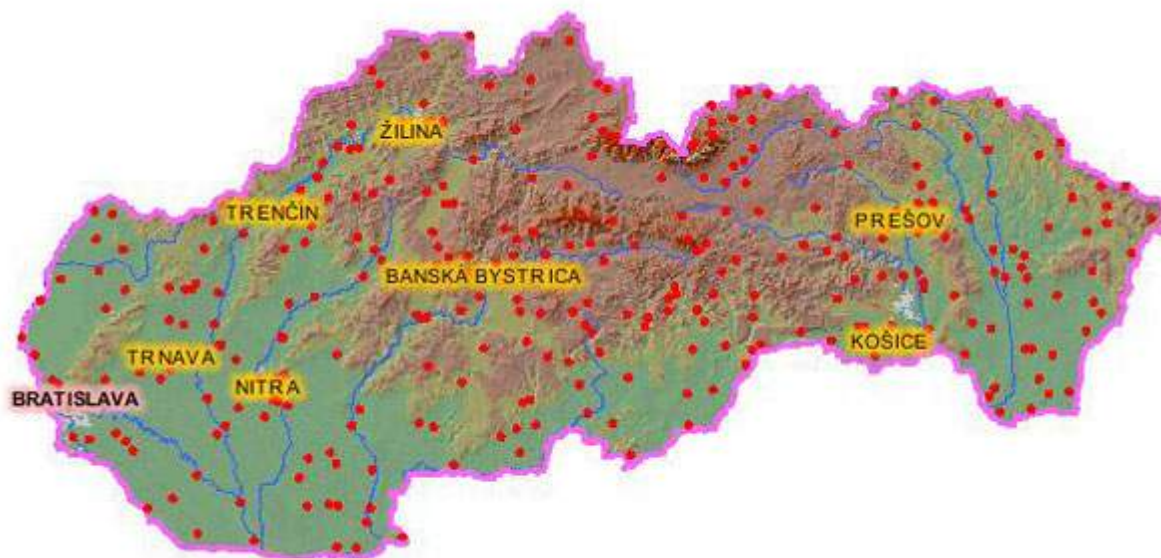 ŽILINA
TRENČÍN
PREŠOV
BANSKÁ BYSTRICA
KOŠICE
TRNAVA
NITRA
BRATISLAVA